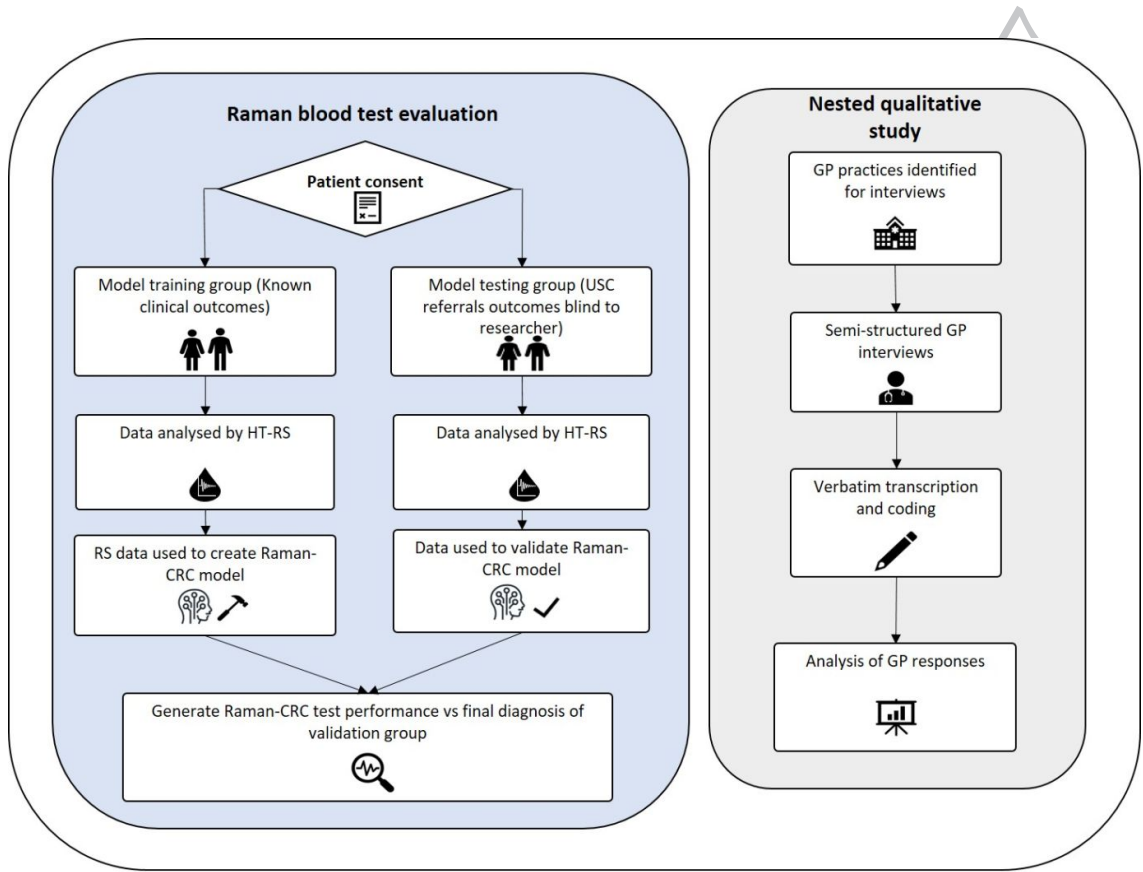 Raman blood test evaluation
Patient consent
Model training group (Known
clinical outcomes)
Model testing group (USC
referrals outcomes blind to
researcher)
Data analysed by HT-RS
Data analysed by HT-RS
RS data used to create Raman-
CRC model
Data used to validate Raman-
CRC model
Generate Raman-CRC test performance vs final diagnosis of
validation group
Nested qualitative
study
GP practices identified
for interviews
Semi-structured GP
interviews
Verbatim transcription
and coding
Analysis of GP responses